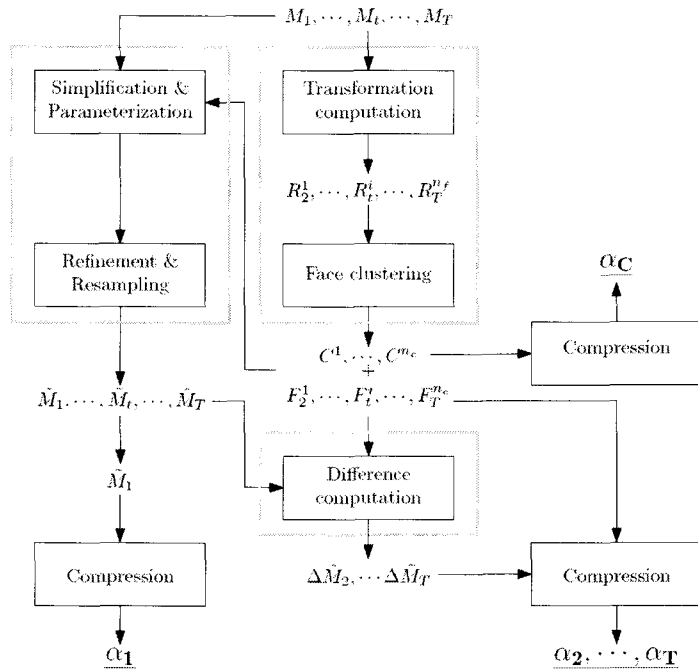 M_1, ⋯, M_t, ⋯, M_T
Simplification &
Parameterization
Transformation
computation
R_2^1, ⋯, R_t^i, ⋯, R_T^{n_f}
Refinement &
Resampling
Face clustering
α_C
C^1, ⋯, C^{n_c}
+
Compression
M̃_1, ⋯, M̃_t, ⋯, M̃_T
F_2^1, ⋯, F_t^i, ⋯, F_T^{n_c}
M̃_1
Difference
computation
Compression
ΔM̃_2, ⋯ ΔM̃_T
Compression
α_1
α_2, ⋯, α_T